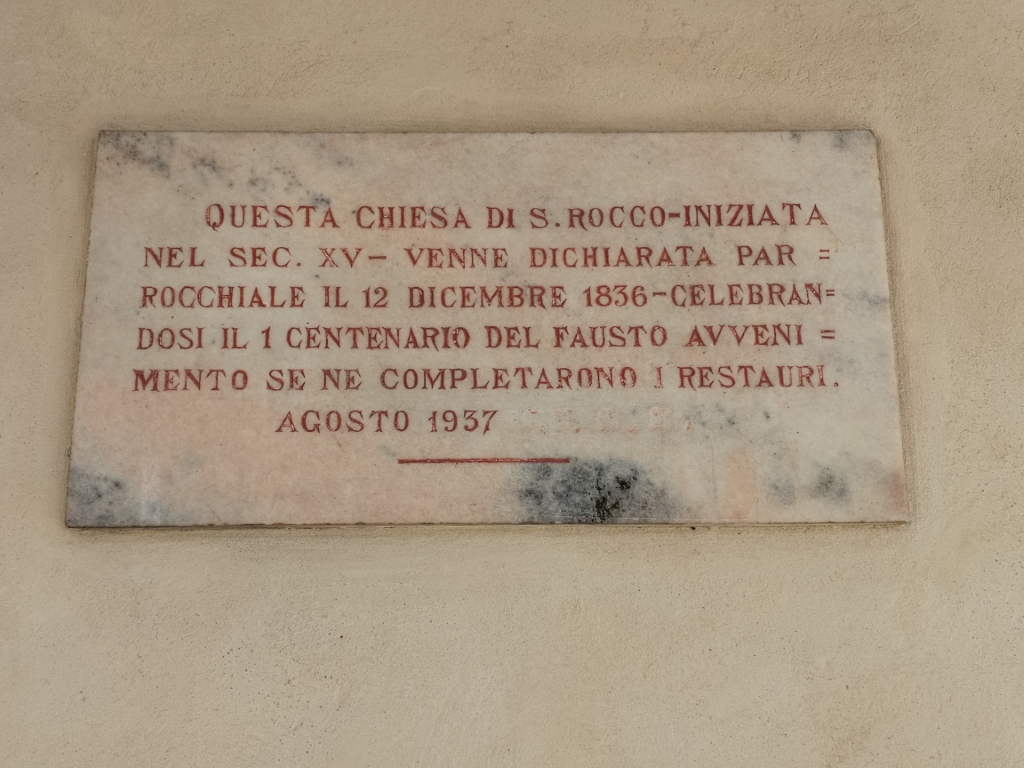 QUESTA CHIESA DI S. ROCCO-INIZIATA
NEL SEC. XV- VENNE DICHIARATA PAR =
ROCCHIALE IL 12 DICEMBRE 1836-CELEBRAN=
DOSI IL 1 CENTENARIO DEL FAUSTO AVVENI =
MENTO SE NE COMPLETARONO I RESTAURI.
AGOSTO 1937